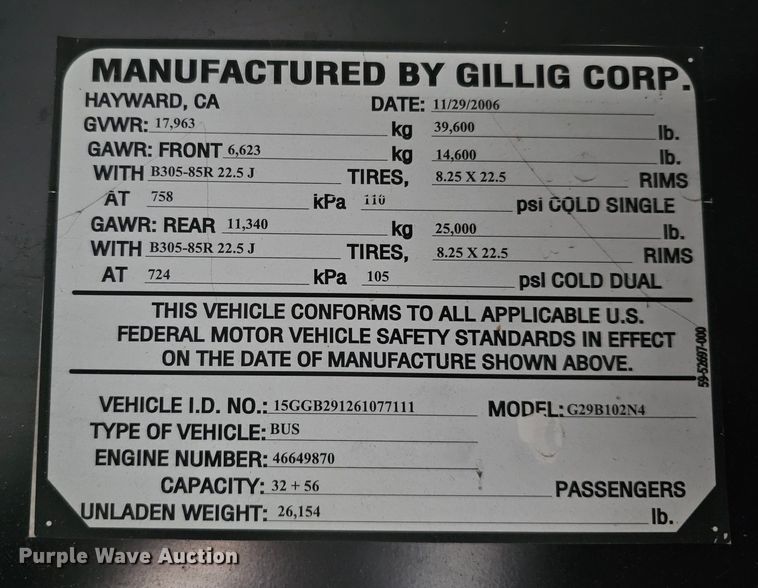 MANUFACTURED BY GILLIG CORP.
HAYWARD, CA DATE: 11/29/2006
GVWR: 17,963 kg 39,600 lb.
GAWR: FRONT 6,623 kg 14,600 lb.
WITH B305-85R 22.5 J TIRES, 8.25 X 22.5 RIMS
AT 758 kPa 110 psi COLD SINGLE
GAWR: REAR 11,340 kg 25,000 lb.
WITH B305-85R 22.5 J TIRES, 8.25 X 22.5 RIMS
AT 724 kPa 105 psi COLD DUAL
THIS VEHICLE CONFORMS TO ALL APPLICABLE U.S.
FEDERAL MOTOR VEHICLE SAFETY STANDARDS IN EFFECT
ON THE DATE OF MANUFACTURE SHOWN ABOVE.
59-52697-000
VEHICLE I.D. NO.: 15GGB291261077111 MODEL: G29B102N4
TYPE OF VEHICLE: BUS
ENGINE NUMBER: 46649870
CAPACITY: 32 + 56 PASSENGERS
UNLADEN WEIGHT: 26,154 lb.
Purple Wave Auction